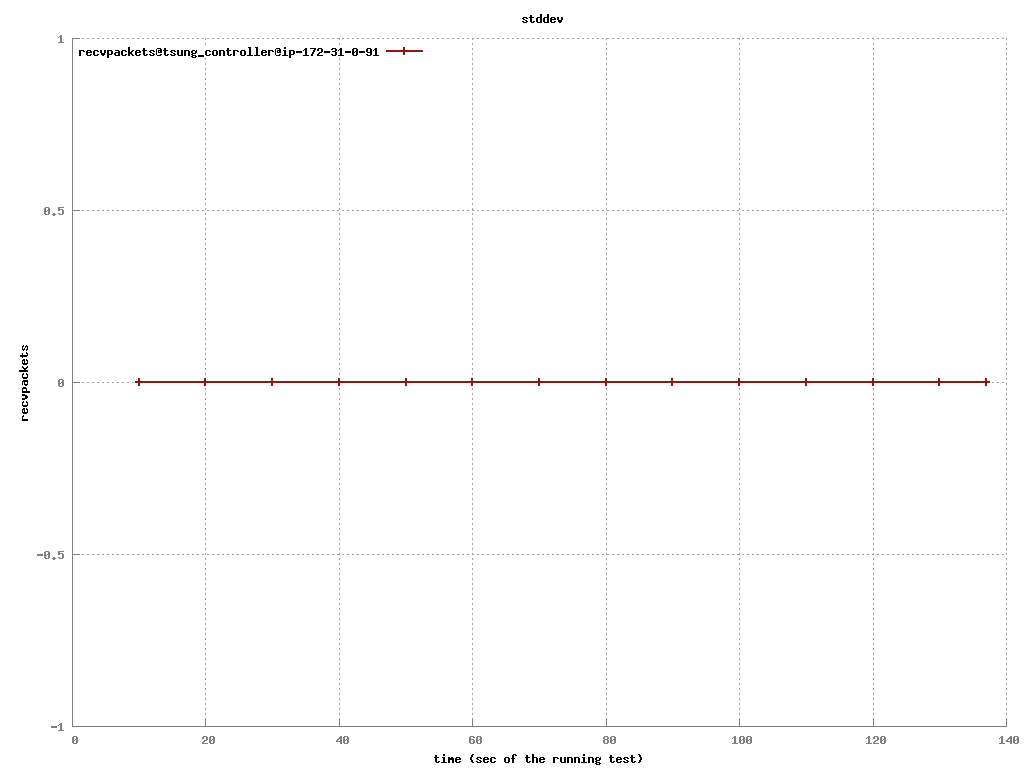 stddev
recvpackets@tsung_controller@ip-172-31-0-91
1
0.5
0
-0.5
-1
recvpackets
0 20 40 60 80 100 120 140
time (sec of the running test)